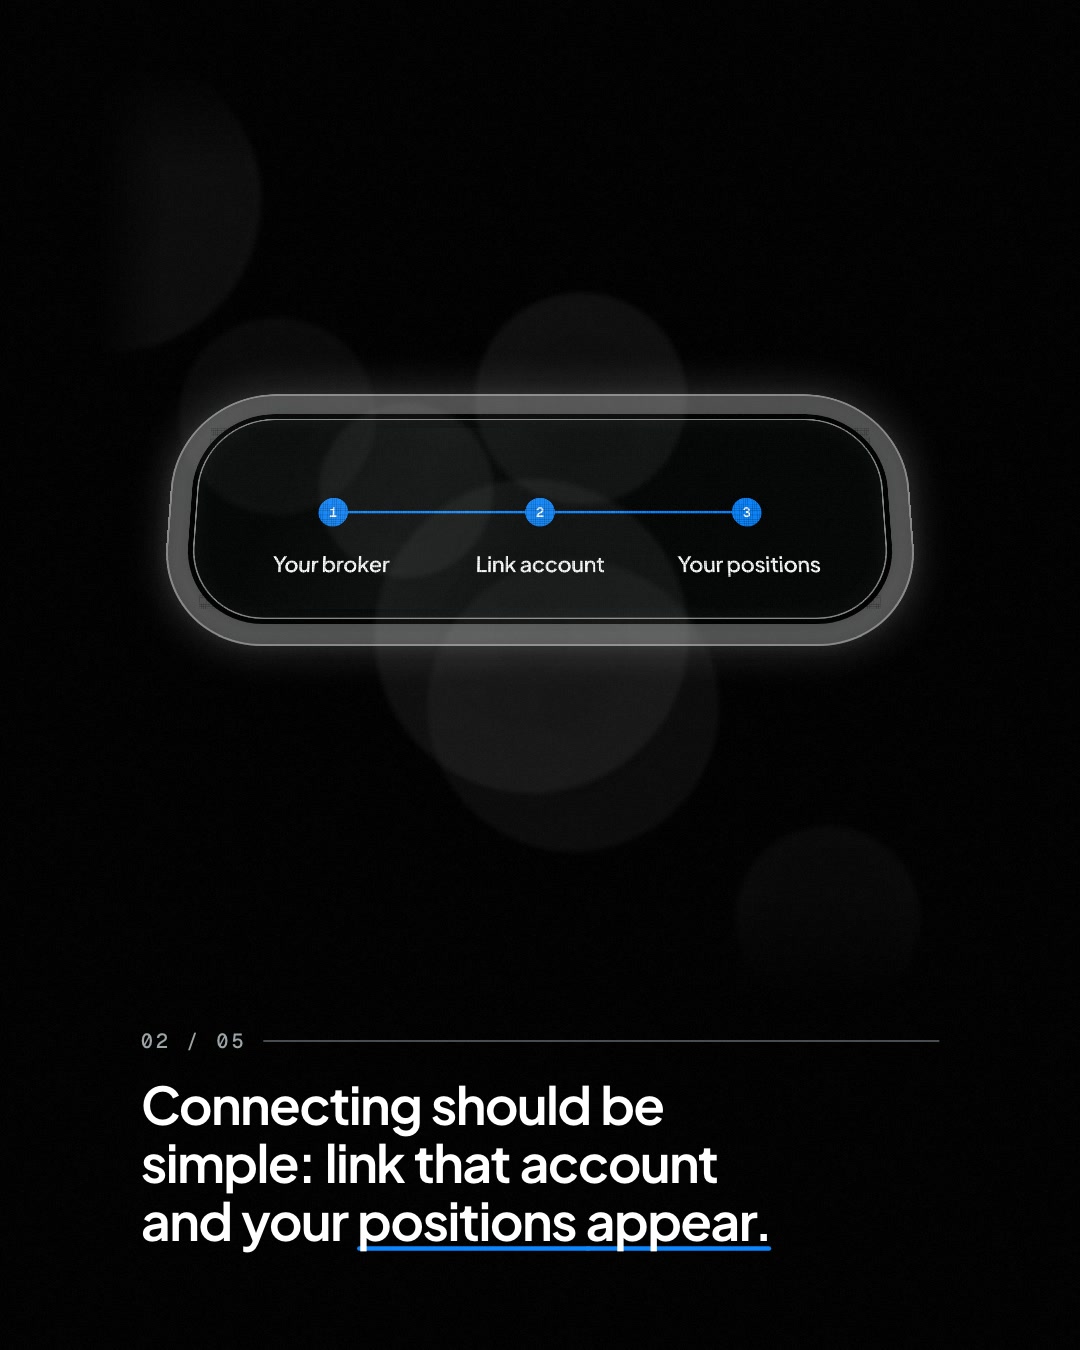 1
2
3
Your broker
Link account
Your positions
02 / 05
Connecting should be
simple: link that account
and your positions appear.